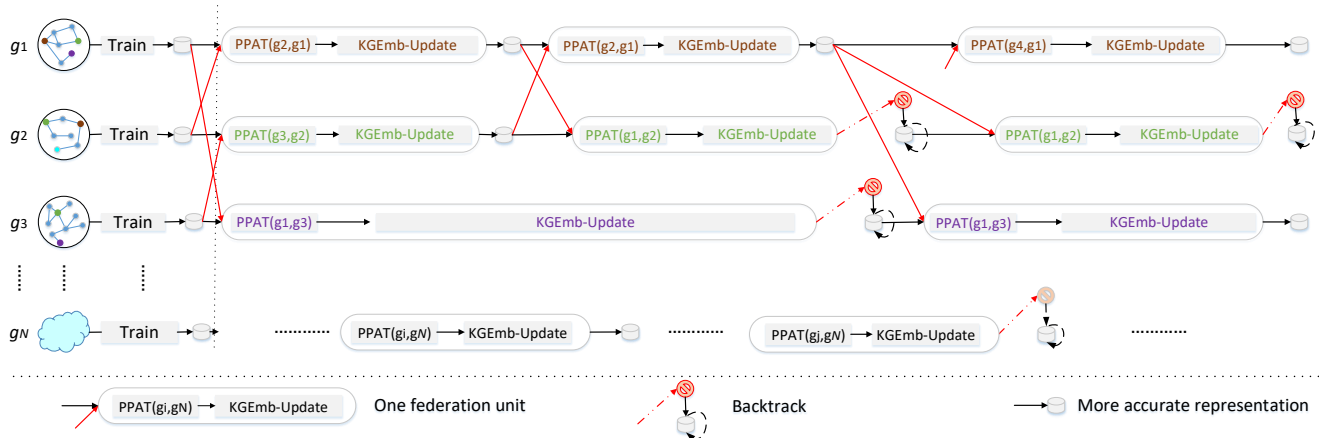 g1 Train PPAT(g2,g1) KGEmb-Update PPAT(g2,g1) KGEmb-Update PPAT(g4,g1) KGEmb-Update
g2 Train PPAT(g3,g2) KGEmb-Update PPAT(g1,g2) KGEmb-Update PPAT(g1,g2) KGEmb-Update
g3 Train PPAT(g1,g3) KGEmb-Update PPAT(g1,g3) KGEmb-Update
gN Train PPAT(gi,gN) KGEmb-Update PPAT(gj,gN) KGEmb-Update
PPAT(gi,gN) KGEmb-Update One federation unit Backtrack More accurate representation